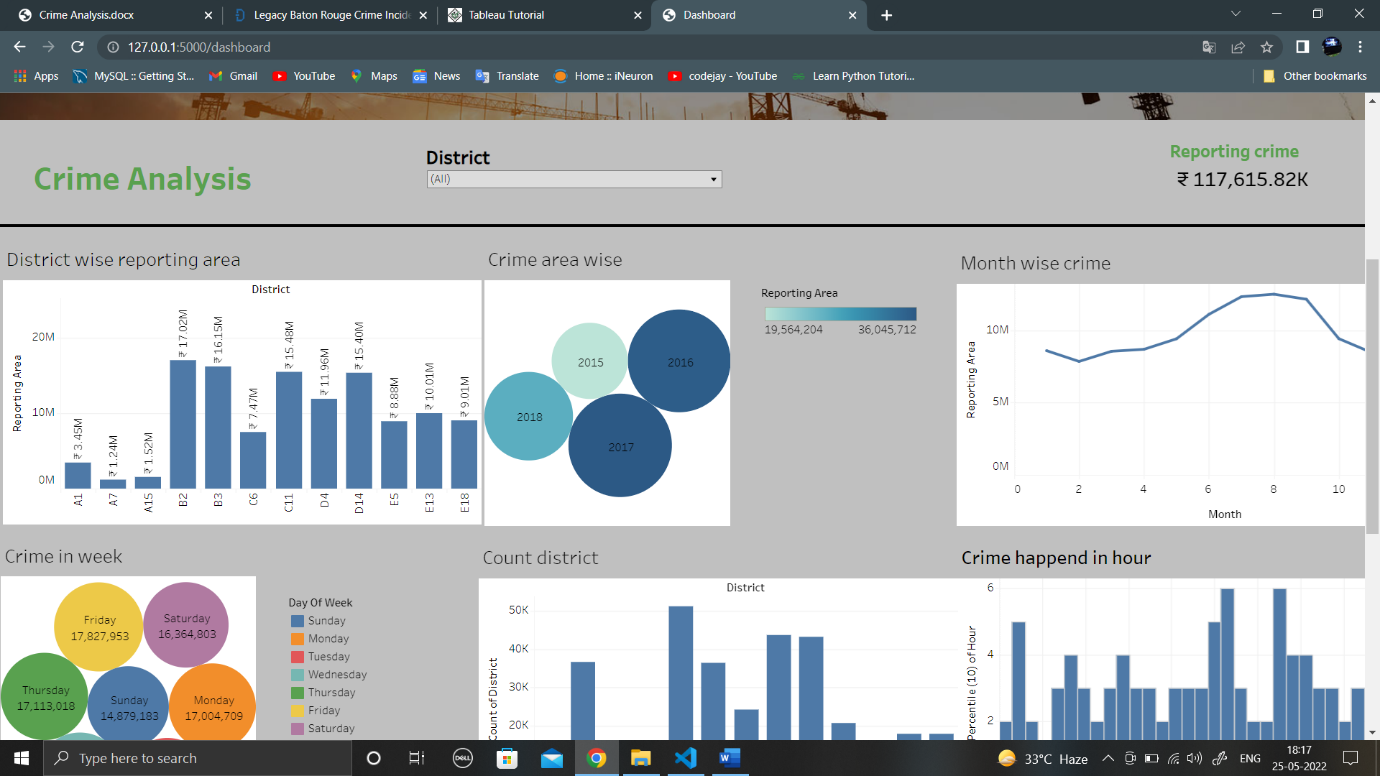 Crime Analysis.docx
Legacy Baton Rouge Crime Incide
Tableau Tutorial
Dashboard
127.0.0.1:5000/dashboard
Apps
MySQL :: Getting St...
Gmail
YouTube
Maps
News
Translate
Home :: iNeuron
codejay - YouTube
Learn Python Tutori...
Other bookmarks
Crime Analysis
District
(All)
Reporting crime
₹ 117,615.82K
District wise reporting area
District
Reporting Area
20M
10M
0M
₹ 3.45M
₹ 1.24M
₹ 1.52M
₹ 17.02M
₹ 16.15M
₹ 7.47M
₹ 15.48M
₹ 11.96M
₹ 15.40M
₹ 8.88M
₹ 10.01M
₹ 9.01M
A1
A7
A15
B2
B3
C6
C11
D4
D14
E5
E13
E18
Crime area wise
2015
2016
2018
2017
Reporting Area
19,564,204 36,045,712
Month wise crime
Reporting Area
10M
5M
0M
0 2 4 6 8 10
Month
Crime in week
Friday
17,827,953
Saturday
16,364,803
Thursday
17,113,018
Sunday
14,879,183
Monday
17,004,709
Day Of Week
Sunday
Monday
Tuesday
Wednesday
Thursday
Friday
Saturday
Count district
District
Count of District
50K
40K
30K
20K
Crime happend in hour
Percentile (10) of Hour
6
4
2
Type here to search
DELL
33°C Haze
ENG
18:17
25-05-2022